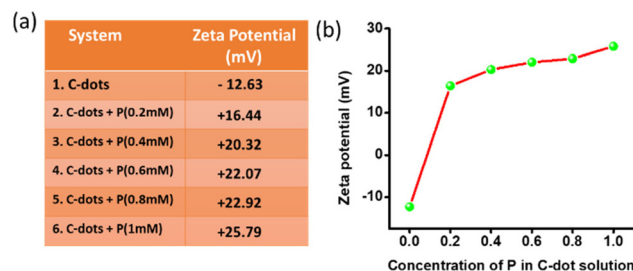 (a)
System Zeta Potential
(mV)
1. C-dots - 12.63
2. C-dots + P(0.2mM) +16.44
3. C-dots + P(0.4mM) +20.32
4. C-dots + P(0.6mM) +22.07
5. C-dots + P(0.8mM) +22.92
6. C-dots + P(1mM) +25.79
(b)
Zeta potential (mV)
30
20
10
0
-10
0.0 0.2 0.4 0.6 0.8 1.0
Concentration of P in C-dot solution